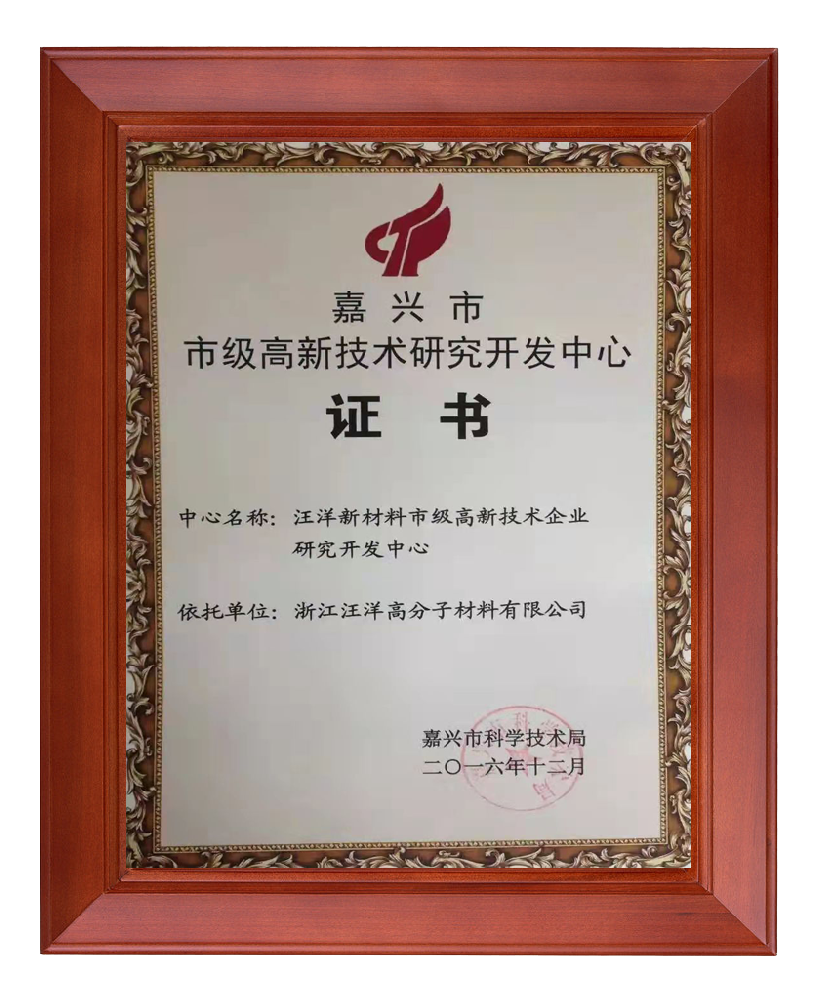 嘉兴市
市级高新技术研究开发中心
证 书
中心名称：汪洋新材料市级高新技术企业
研究开发中心
依托单位：浙江汪洋高分子材料有限公司
嘉兴市科学技术局
二〇一六年十二月